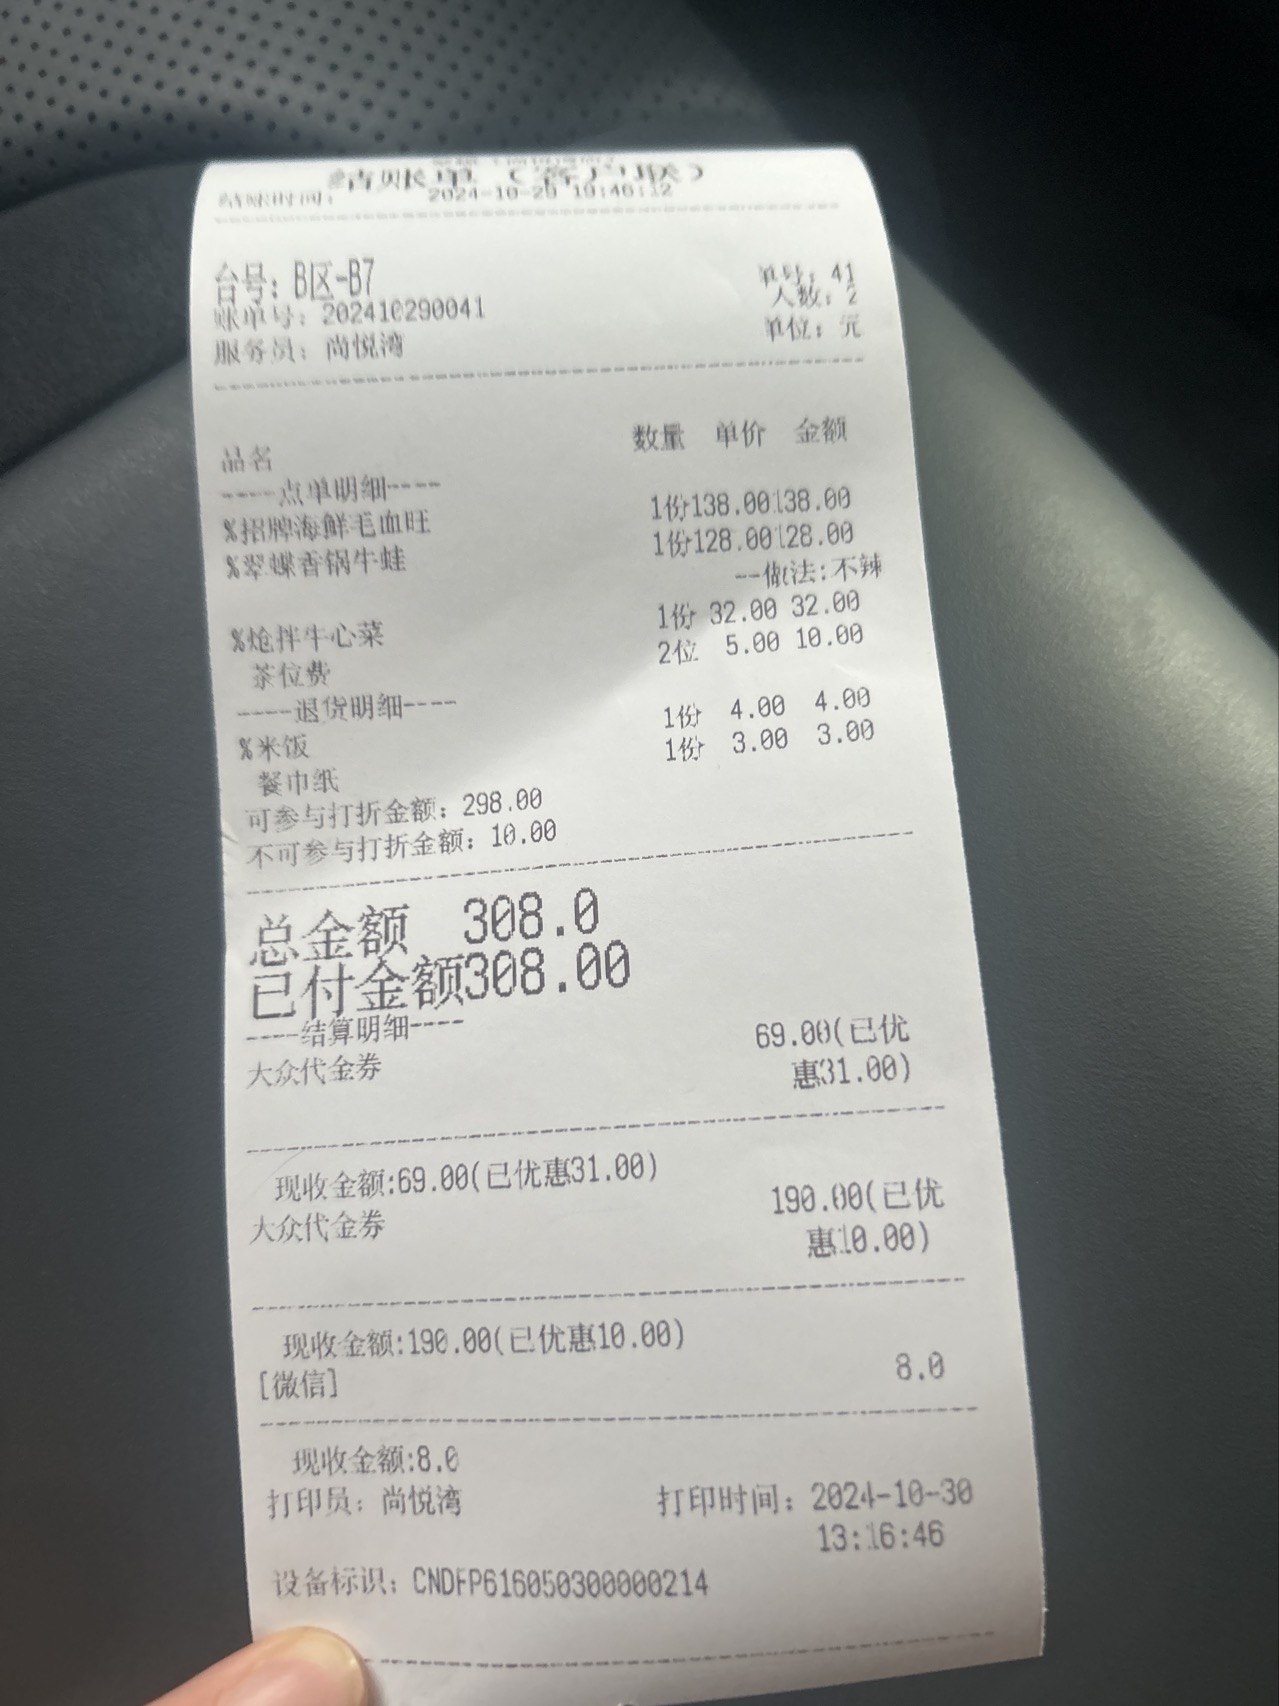 结账单（客户联）
结账时间： 2024-10-29 19:46:12
台号：B区-B7 单号：41
账单号：202410290041 人数：2
服务员：尚悦湾 单位：元
品名 数量 单价 金额
----点单明细----
%招牌海鲜毛血旺 1份138.00138.00
%翠蝶香锅牛蛙 1份128.00128.00
--做法:不辣
%炝拌牛心菜 1份 32.00 32.00
茶位费 2位 5.00 10.00
----退货明细----
%米饭 1份 4.00 4.00
餐巾纸 1份 3.00 3.00
可参与打折金额：298.00
不可参与打折金额：10.00
总金额 308.0
已付金额308.00
----结算明细----
大众代金券 69.00(已优
惠31.00)
现收金额:69.00(已优惠31.00)
大众代金券 190.00(已优
惠10.00)
现收金额:190.00(已优惠10.00)
[微信] 8.0
现收金额:8.0
打印员：尚悦湾 打印时间：2024-10-30
13:16:46
设备标识：CNDFP616050300000214